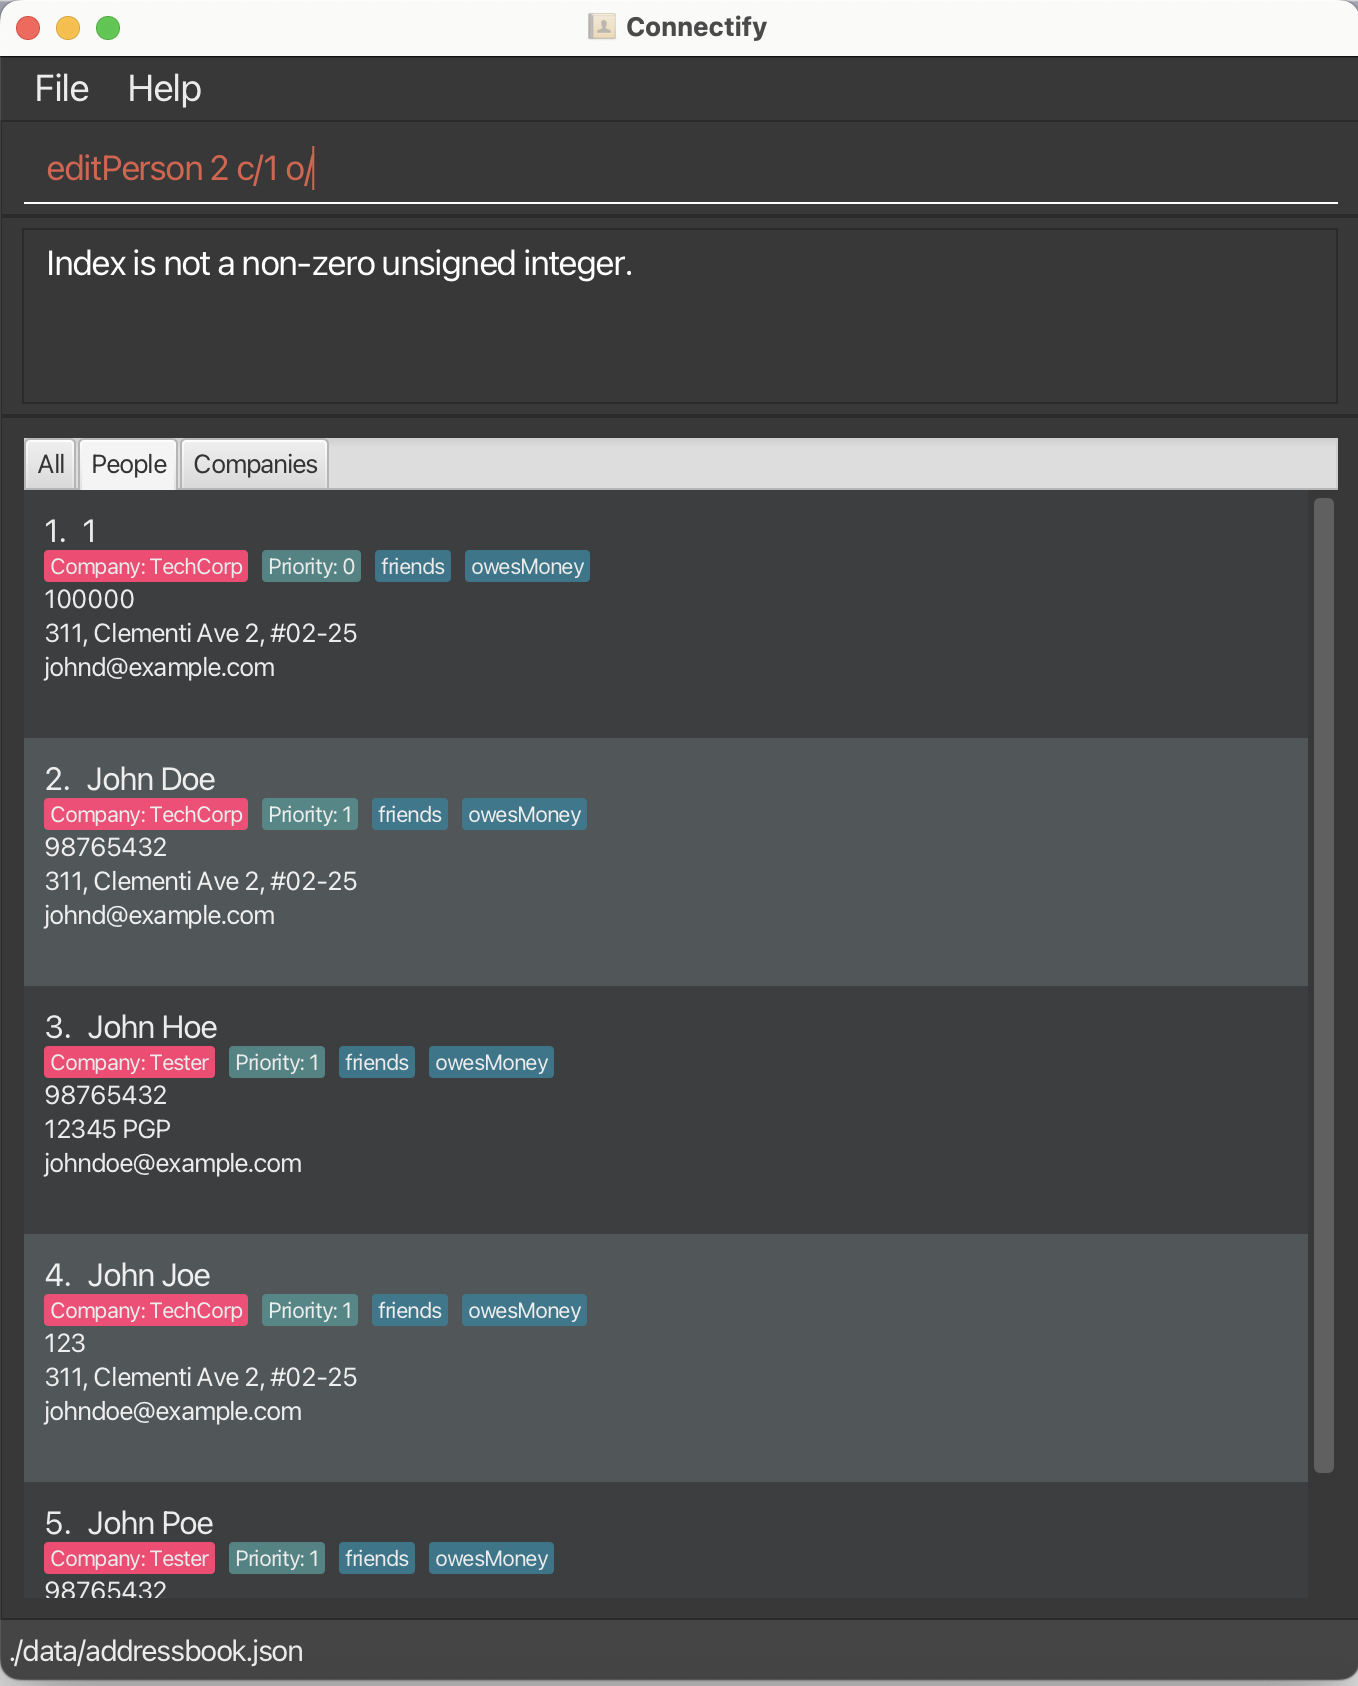 Connectify
File Help
editPerson 2 c/1 o/
Index is not a non-zero unsigned integer.
All People Companies
1. 1
Company: TechCorp Priority: 0 friends owesMoney
100000
311, Clementi Ave 2, #02-25
johnd@example.com
2. John Doe
Company: TechCorp Priority: 1 friends owesMoney
98765432
311, Clementi Ave 2, #02-25
johnd@example.com
3. John Hoe
Company: Tester Priority: 1 friends owesMoney
98765432
12345 PGP
johndoe@example.com
4. John Joe
Company: TechCorp Priority: 1 friends owesMoney
123
311, Clementi Ave 2, #02-25
johndoe@example.com
5. John Poe
Company: Tester Priority: 1 friends owesMoney
98765432
./data/addressbook.json